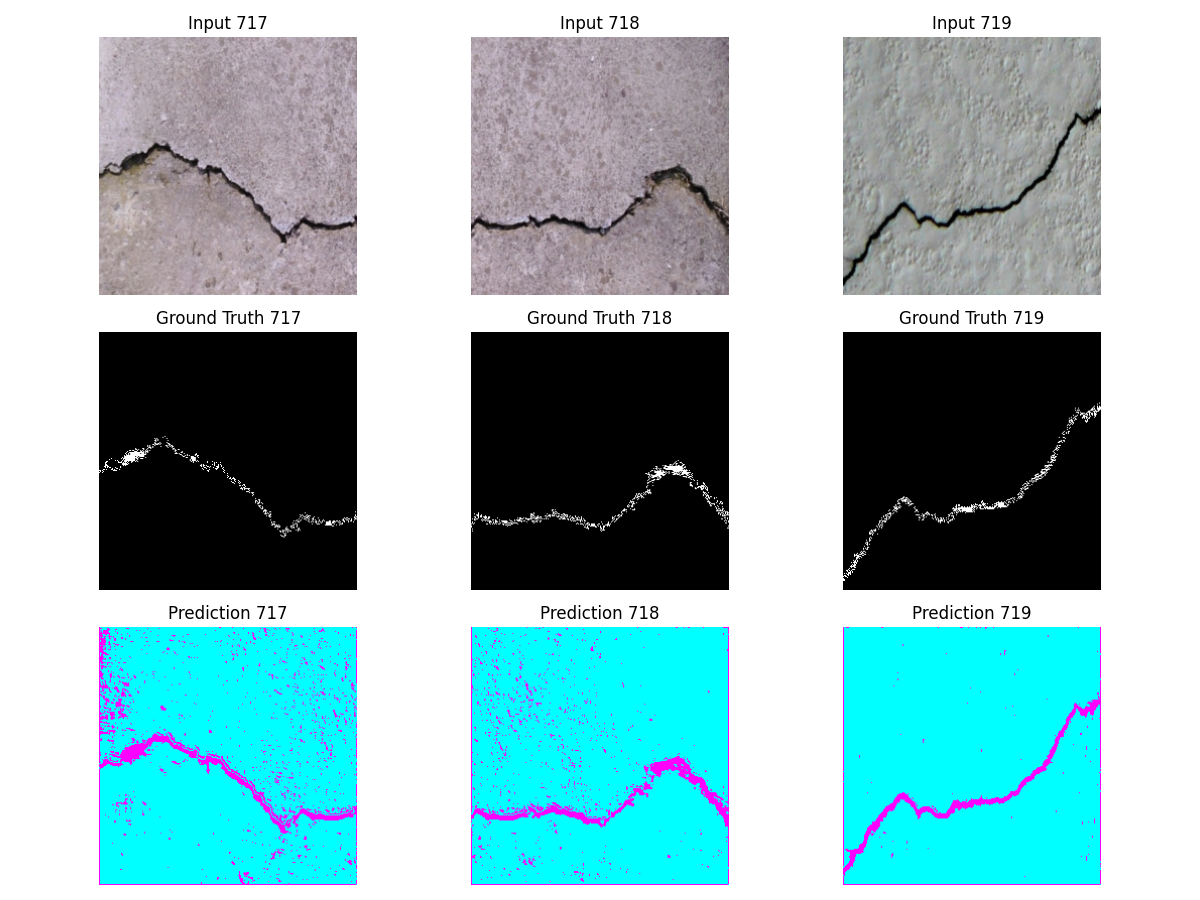 Input 717
Input 718
Input 719
Ground Truth 717
Ground Truth 718
Ground Truth 719
Prediction 717
Prediction 718
Prediction 719